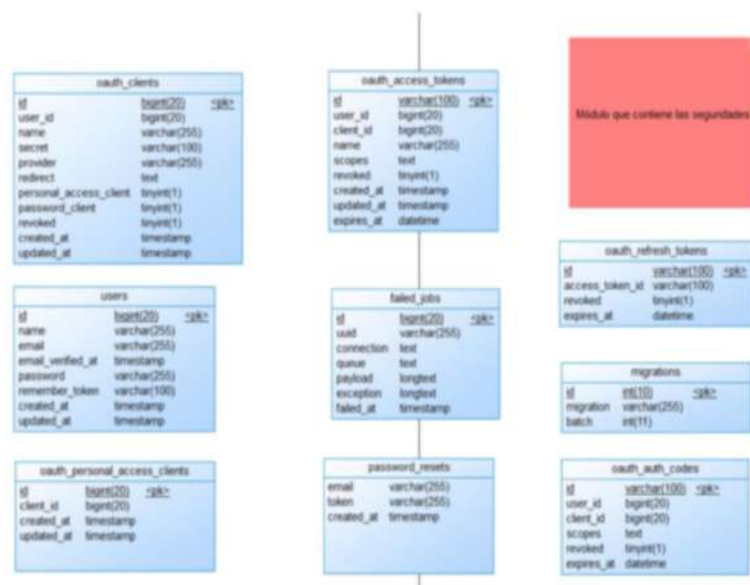 oauth_clients
id bigint(20) <pk>
user_id bigint(20)
name varchar(255)
secret varchar(100)
provider varchar(255)
redirect text
personal_access_client tinyint(1)
password_client tinyint(1)
revoked tinyint(1)
created_at timestamp
updated_at timestamp
users
id bigint(20) <pk>
name varchar(255)
email varchar(255)
email_verified_at timestamp
password varchar(255)
remember_token varchar(100)
created_at timestamp
updated_at timestamp
oauth_personal_access_clients
id bigint(20) <pk>
client_id bigint(20)
created_at timestamp
updated_at timestamp
oauth_access_tokens
id varchar(100) <pk>
user_id bigint(20)
client_id bigint(20)
name varchar(255)
scopes text
revoked tinyint(1)
created_at timestamp
updated_at timestamp
expires_at datetime
failed_jobs
id bigint(20) <pk>
uuid varchar(255)
connection text
queue text
payload longtext
exception longtext
failed_at timestamp
password_resets
email varchar(255)
token varchar(255)
created_at timestamp
Módulo que contiene las seguridades
oauth_refresh_tokens
id varchar(100) <pk>
access_token_id varchar(100)
revoked tinyint(1)
expires_at datetime
migrations
id int(10) <pk>
migration varchar(255)
batch int(11)
oauth_auth_codes
id varchar(100) <pk>
user_id bigint(20)
client_id bigint(20)
scopes text
revoked tinyint(1)
expires_at datetime